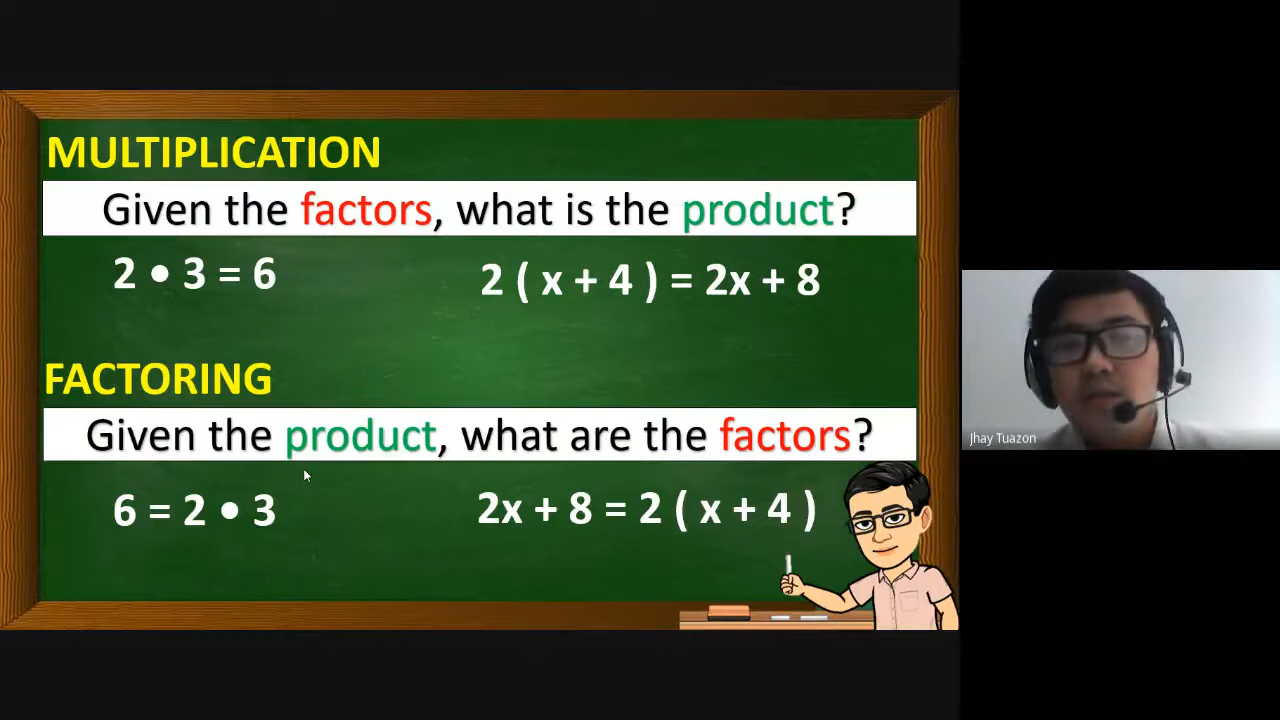 MULTIPLICATION
Given the factors, what is the product?
2 • 3 = 6
2 ( x + 4 ) = 2x + 8
FACTORING
Given the product, what are the factors?
6 = 2 • 3
2x + 8 = 2 ( x + 4 )
Jhay Tuazon